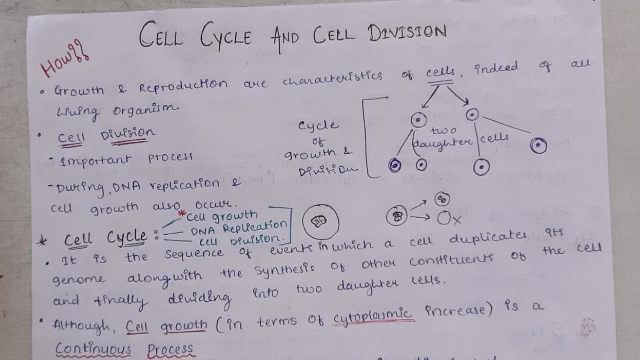 CELL CYCLE AND CELL DIVISION
How??
• Growth & Reproduction are characteristics of cells, indeed of all
living organism
• Cell Division
- Important process
- During, DNA replication &
cell growth also occur.
Cycle
of
growth &
Division
two
daughter cells
* Cell Cycle :
* Cell growth
DNA Replication
Cell Division.
• It is the sequence of events in which a cell duplicates its
genome alongwith the synthesis of other constituents of the cell
and finally dividing into two daughter cells.
• Although, Cell growth (in terms of cytoplasmic increase) is a
Continuous Process